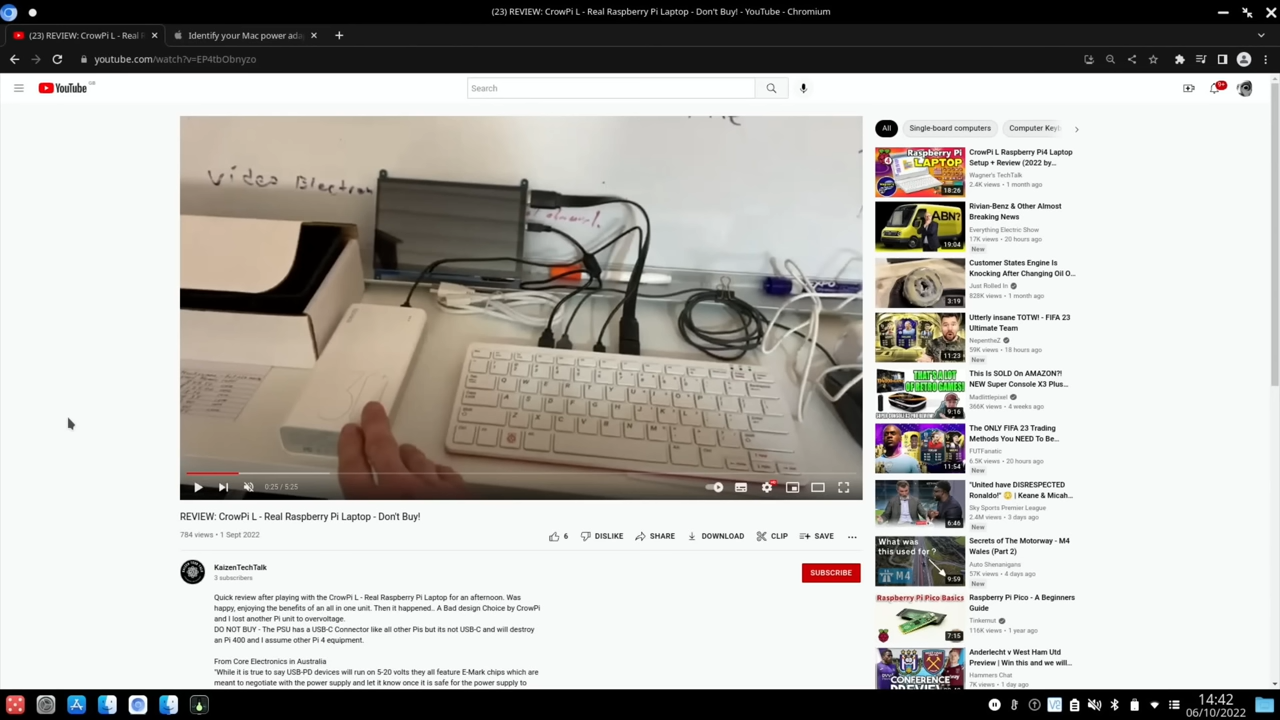 (23) REVIEW: CrowPi L - Real Raspberry Pi Laptop - Don't Buy! - YouTube - Chromium
(23) REVIEW: CrowPi L - Real R
Identify your Mac power ada
youtube.com/watch?v=EP4tbObnyzo
YouTube GB
Search
9+
All
Single-board computers
Computer Key
0:25 / 5:25
REVIEW: CrowPi L - Real Raspberry Pi Laptop - Don't Buy!
784 views • 1 Sept 2022
6
DISLIKE
SHARE
DOWNLOAD
CLIP
SAVE
KaizenTechTalk
3 subscribers
SUBSCRIBE
Quick review after playing with the CrowPi L - Real Raspberry Pi Laptop for an afternoon. Was
happy, enjoying the benefits of an all in one unit. Then it happened.. A Bad design Choice by CrowPi
and I lost another Pi unit to overvoltage.
DO NOT BUY - The PSU has a USB-C Connector like all other Pis but its not USB-C and will destroy
an Pi 400 and I assume other Pi 4 equipment.
From Core Electronics in Australia
"While it is true to say USB-PD devices will run on 5-20 volts they all feature E-Mark chips which are
meant to negotiate with the power supply and let it know once it is safe for the power supply to
Raspberry Pi
LAPTOP
18:26
CrowPi L Raspberry Pi4 Laptop
Setup + Review (2022 by...
Wagner's TechTalk
2.4K views • 1 month ago
ABN?
19:04
Rivian-Benz & Other Almost
Breaking News
Everything Electric Show
17K views • 20 hours ago
New
3:19
Customer States Engine Is
Knocking After Changing Oil O...
Just Rolled In
828K views • 1 month ago
11:23
Utterly insane TOTW! - FIFA 23
Ultimate Team
NepentheZ
59K views • 18 hours ago
New
THAT'S A LOT
OF RETRO GAMES!
9:16
This Is SOLD On AMAZON?!
NEW Super Console X3 Plus...
Madlittlepixel
366K views • 4 weeks ago
11:54
The ONLY FIFA 23 Trading
Methods You NEED To Be...
FUTFanatic
6.5K views • 20 hours ago
New
6:46
"United have DISRESPECTED
Ronaldo!" 😳 | Keane & Micah...
Sky Sports Premier League
2.4M views • 3 days ago
New
What was
this used for?
M4
9:59
Secrets of The Motorway - M4
Wales (Part 2)
Auto Shenanigans
57K views • 4 days ago
New
Raspberry Pi Pico Basics
7:15
Raspberry Pi Pico - A Beginners
Guide
Tinkernut
116K views • 1 year ago
CONFERENCE
PREVIEW
Anderlecht v West Ham Utd
Preview | Win this and we will...
Hammers Chat
7K views • 1 day ago
14:42
06/10/2022